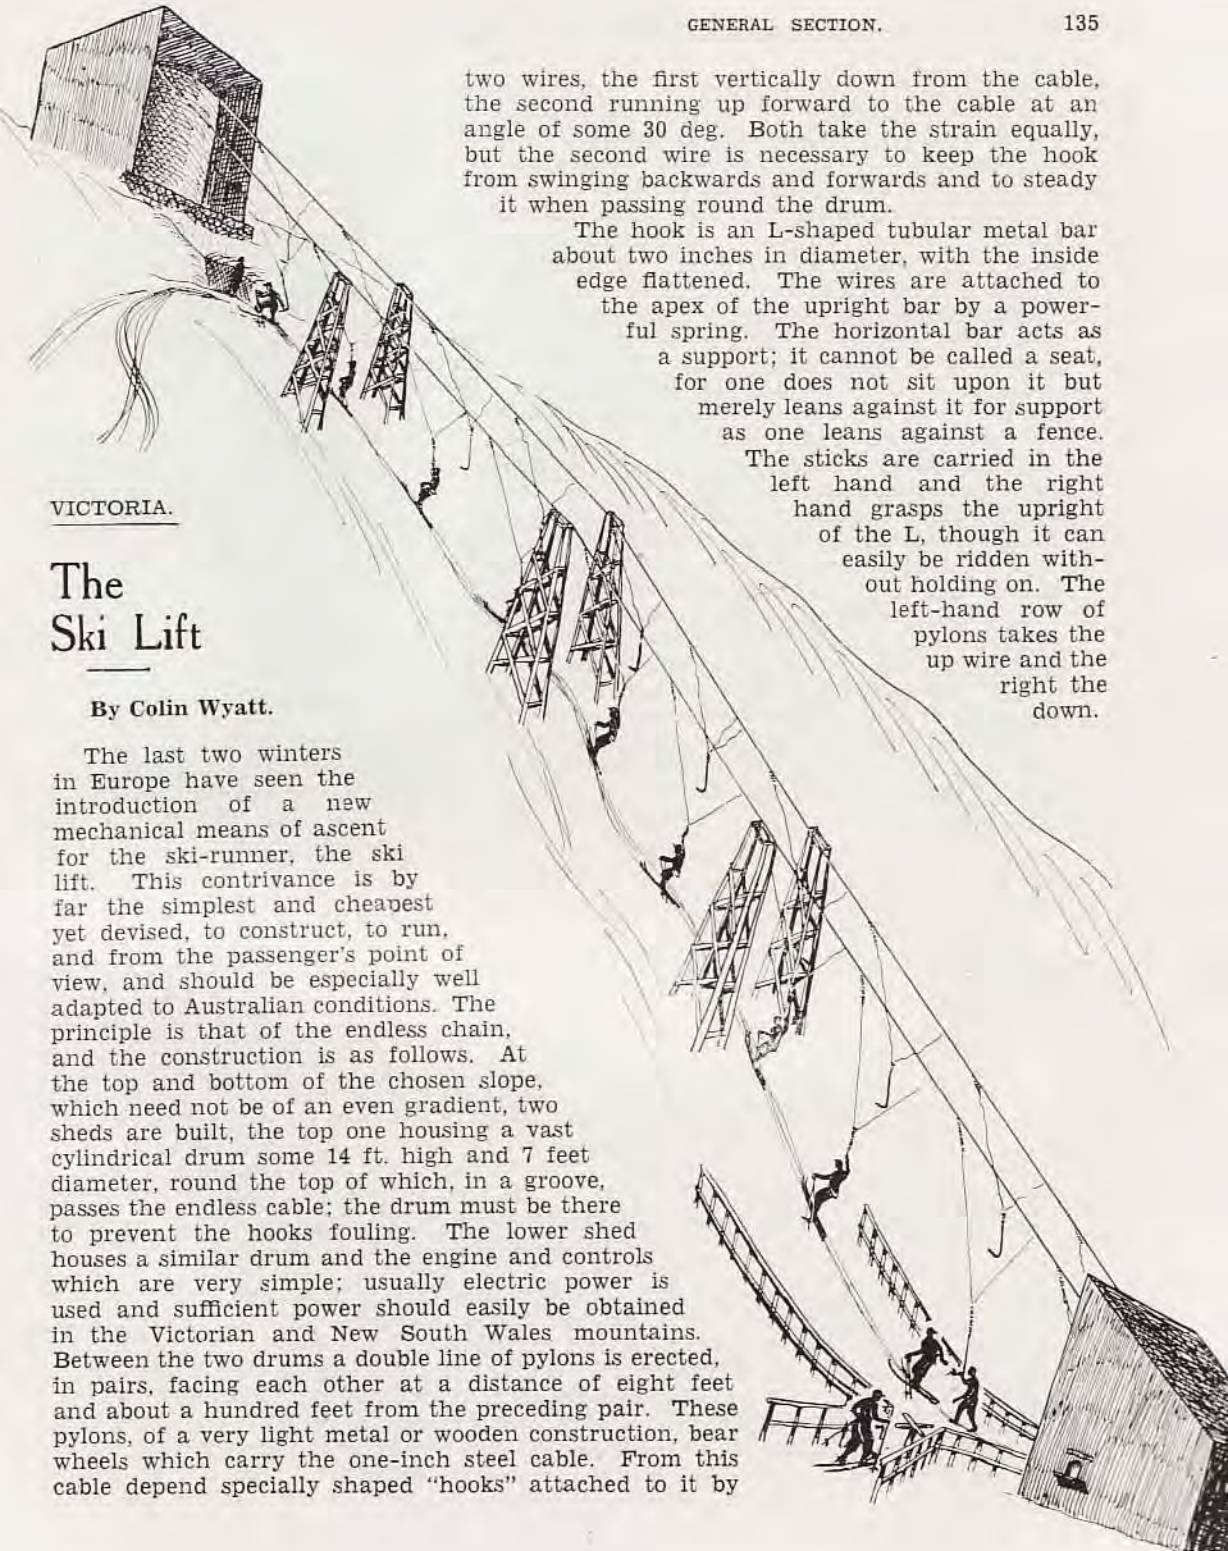 GENERAL SECTION. 135
VICTORIA.
The
Ski Lift
By Colin Wyatt.
The last two winters
in Europe have seen the
introduction of a new
mechanical means of ascent
for the ski-runner, the ski
lift. This contrivance is by
far the simplest and cheapest
yet devised, to construct, to run,
and from the passenger's point of
view, and should be especially well
adapted to Australian conditions. The
principle is that of the endless chain,
and the construction is as follows. At
the top and bottom of the chosen slope,
which need not be of an even gradient, two
sheds are built, the top one housing a vast
cylindrical drum some 14 ft. high and 7 feet
diameter, round the top of which, in a groove,
passes the endless cable; the drum must be there
to prevent the hooks fouling. The lower shed
houses a similar drum and the engine and controls
which are very simple; usually electric power is
used and sufficient power should easily be obtained
in the Victorian and New South Wales mountains.
Between the two drums a double line of pylons is erected,
in pairs, facing each other at a distance of eight feet
and about a hundred feet from the preceding pair. These
pylons, of a very light metal or wooden construction, bear
wheels which carry the one-inch steel cable. From this
cable depend specially shaped "hooks" attached to it by
two wires, the first vertically down from the cable,
the second running up forward to the cable at an
angle of some 30 deg. Both take the strain equally,
but the second wire is necessary to keep the hook
from swinging backwards and forwards and to steady
it when passing round the drum.
The hook is an L-shaped tubular metal bar
about two inches in diameter, with the inside
edge flattened. The wires are attached to
the apex of the upright bar by a power-
ful spring. The horizontal bar acts as
a support; it cannot be called a seat,
for one does not sit upon it but
merely leans against it for support
as one leans against a fence.
The sticks are carried in the
left hand and the right
hand grasps the upright
of the L, though it can
easily be ridden with-
out holding on. The
left-hand row of
pylons takes the
up wire and the
right the
down.